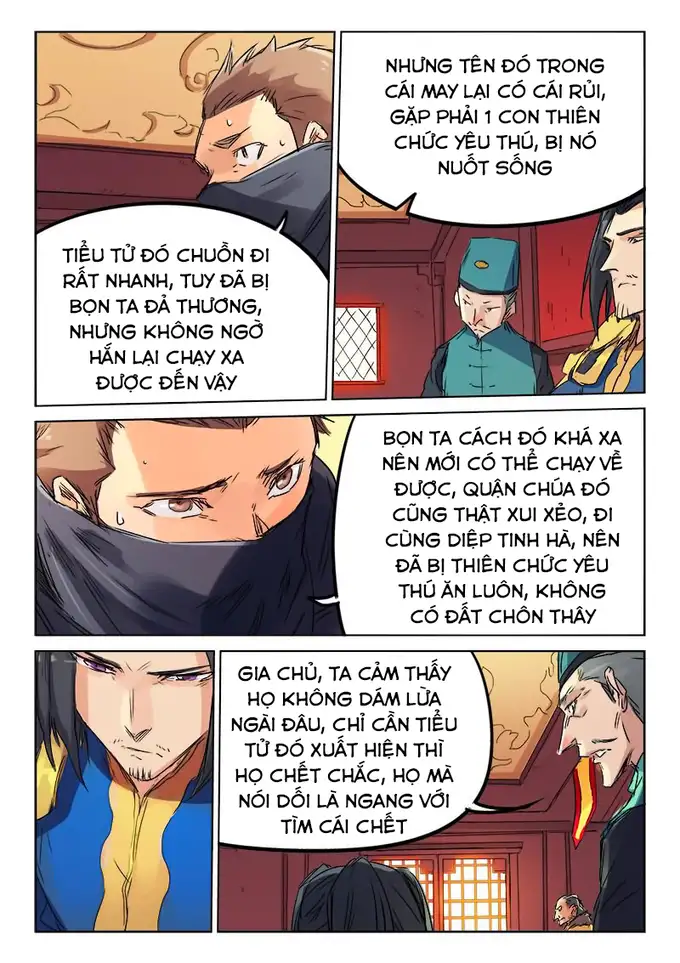 TIỂU TỬ ĐÓ CHUỒN ĐI
RẤT NHANH, TUY ĐÃ BỊ
BỌN TA ĐẢ THƯƠNG,
NHƯNG KHÔNG NGỜ
HẮN LẠI CHẠY XA
ĐƯỢC ĐẾN VẬY
NHƯNG TÊN ĐÓ TRONG
CÁI MAY LẠI CÓ CÁI RỦI,
GẶP PHẢI 1 CON THIÊN
CHỨC YÊU THÚ, BỊ NÓ
NUỐT SỐNG
BỌN TA CÁCH ĐÓ KHÁ XA
NÊN MỚI CÓ THỂ CHẠY VỀ
ĐƯỢC, QUẬN CHÚA ĐÓ
CŨNG THẬT XUI XẺO, ĐI
CÙNG DIỆP TINH HÀ, NÊN
ĐÃ BỊ THIÊN CHỨC YÊU
THÚ ĂN LUÔN, KHÔNG
CÓ ĐẤT CHÔN THÂY
GIA CHỦ, TA CẢM THẤY
HỌ KHÔNG DÁM LỪA
NGÀI ĐÂU, CHỈ CẦN TIỂU
TỬ ĐÓ XUẤT HIỆN THÌ
HỌ CHẾT CHẮC, HỌ MÀ
NÓI DỐI LÀ NGANG VỚI
TÌM CÁI CHẾT